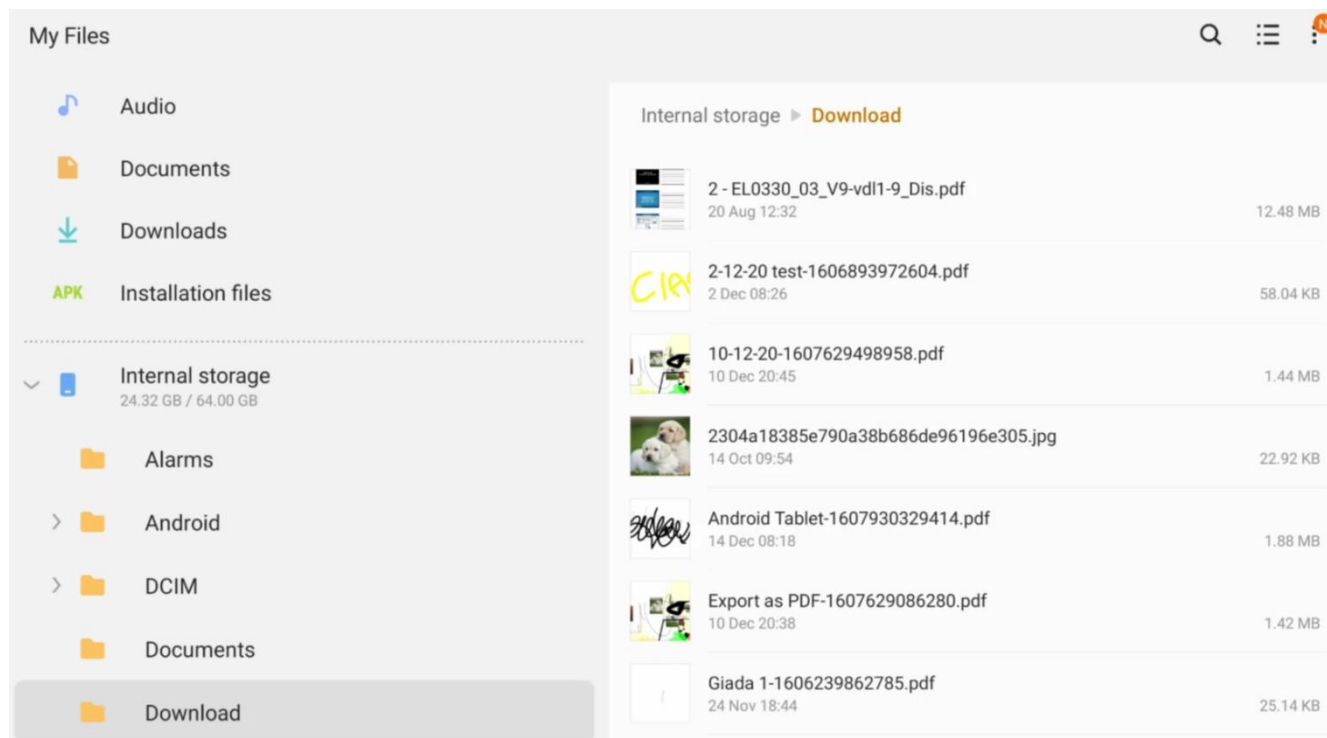 My Files
N
Audio
Documents
Downloads
APK
Installation files
Internal storage
24.32 GB / 64.00 GB
Alarms
Android
DCIM
Documents
Download
Internal storage ▶ Download
2 - EL0330_03_V9-vdl1-9_Dis.pdf
20 Aug 12:32
12.48 MB
2-12-20 test-1606893972604.pdf
2 Dec 08:26
58.04 KB
10-12-20-1607629498958.pdf
10 Dec 20:45
1.44 MB
2304a18385e790a38b686de96196e305.jpg
14 Oct 09:54
22.92 KB
Android Tablet-1607930329414.pdf
14 Dec 08:18
1.88 MB
Export as PDF-1607629086280.pdf
10 Dec 20:38
1.42 MB
Giada 1-1606239862785.pdf
24 Nov 18:44
25.14 KB